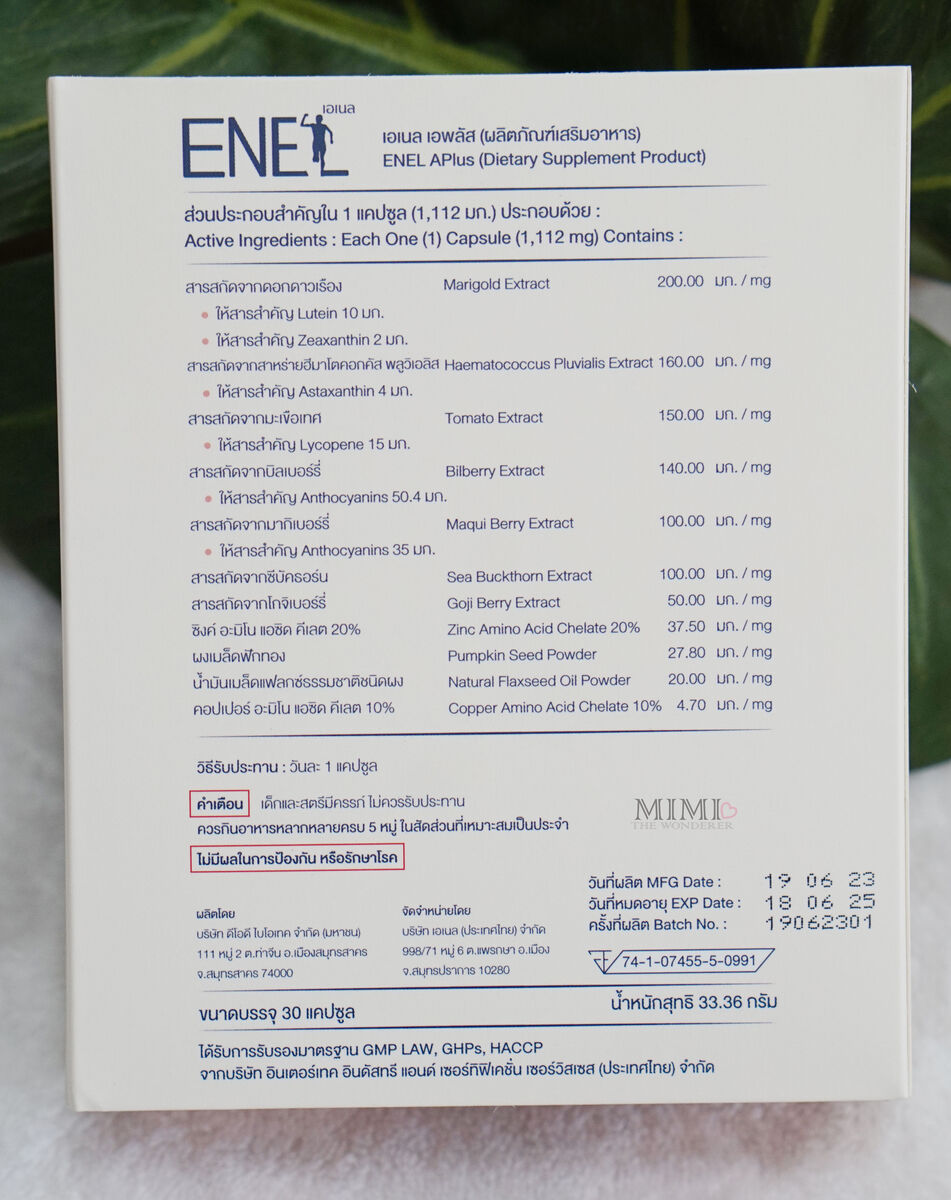 เอเนล
ENEL
เอเนล เอพลัส (ผลิตภัณฑ์เสริมอาหาร)
ENEL APlus (Dietary Supplement Product)
ส่วนประกอบสำคัญใน 1 แคปซูล (1,112 มก.) ประกอบด้วย :
Active Ingredients : Each One (1) Capsule (1,112 mg) Contains :
สารสกัดจากดอกดาวเรือง Marigold Extract 200.00 มก. / mg
• ให้สารสำคัญ Lutein 10 มก.
• ให้สารสำคัญ Zeaxanthin 2 มก.
สารสกัดจากสาหร่ายฮีมาโตคอกคัส พลูวิเอลิส Haematococcus Pluvialis Extract 160.00 มก. / mg
• ให้สารสำคัญ Astaxanthin 4 มก.
สารสกัดจากมะเขือเทศ Tomato Extract 150.00 มก. / mg
• ให้สารสำคัญ Lycopene 15 มก.
สารสกัดจากบิลเบอร์รี่ Bilberry Extract 140.00 มก. / mg
• ให้สารสำคัญ Anthocyanins 50.4 มก.
สารสกัดจากมากิเบอร์รี่ Maqui Berry Extract 100.00 มก. / mg
• ให้สารสำคัญ Anthocyanins 35 มก.
สารสกัดจากซีบัคธอร์น Sea Buckthorn Extract 100.00 มก. / mg
สารสกัดจากโกจิเบอร์รี่ Goji Berry Extract 50.00 มก. / mg
ซิงค์ อะมิโน แอซิด คีเลต 20% Zinc Amino Acid Chelate 20% 37.50 มก. / mg
ผงเมล็ดฟักทอง Pumpkin Seed Powder 27.80 มก. / mg
น้ำมันเมล็ดแฟลกซ์ธรรมชาติชนิดผง Natural Flaxseed Oil Powder 20.00 มก. / mg
คอปเปอร์ อะมิโน แอซิด คีเลต 10% Copper Amino Acid Chelate 10% 4.70 มก. / mg
วิธีรับประทาน : วันละ 1 แคปซูล
คำเตือน เด็กและสตรีมีครรภ์ ไม่ควรรับประทาน
ควรกินอาหารหลากหลายครบ 5 หมู่ ในสัดส่วนที่เหมาะสมเป็นประจำ
ไม่มีผลในการป้องกัน หรือรักษาโรค
MIMI
THE WONDERER
วันที่ผลิต MFG Date : 19 06 23
วันที่หมดอายุ EXP Date : 18 06 25
ครั้งที่ผลิต Batch No. : 19062301
ผลิตโดย
บริษัท ดีโอดี ไบโอเทค จำกัด (มหาชน)
111 หมู่ 2 ต.ท่าจีน อ.เมืองสมุทรสาคร
จ.สมุทรสาคร 74000
จัดจำหน่ายโดย
บริษัท เอเนล (ประเทศไทย) จำกัด
998/71 หมู่ 6 ต.แพรกษา อ.เมือง
จ.สมุทรปราการ 10280
74-1-07455-5-0991
ขนาดบรรจุ 30 แคปซูล
น้ำหนักสุทธิ 33.36 กรัม
ได้รับการรับรองมาตรฐาน GMP LAW, GHPs, HACCP
จากบริษัท อินเตอร์เทค อินดัสทรี แอนด์ เซอร์ทิฟิเคชั่น เซอร์วิสเซส (ประเทศไทย) จำกัด